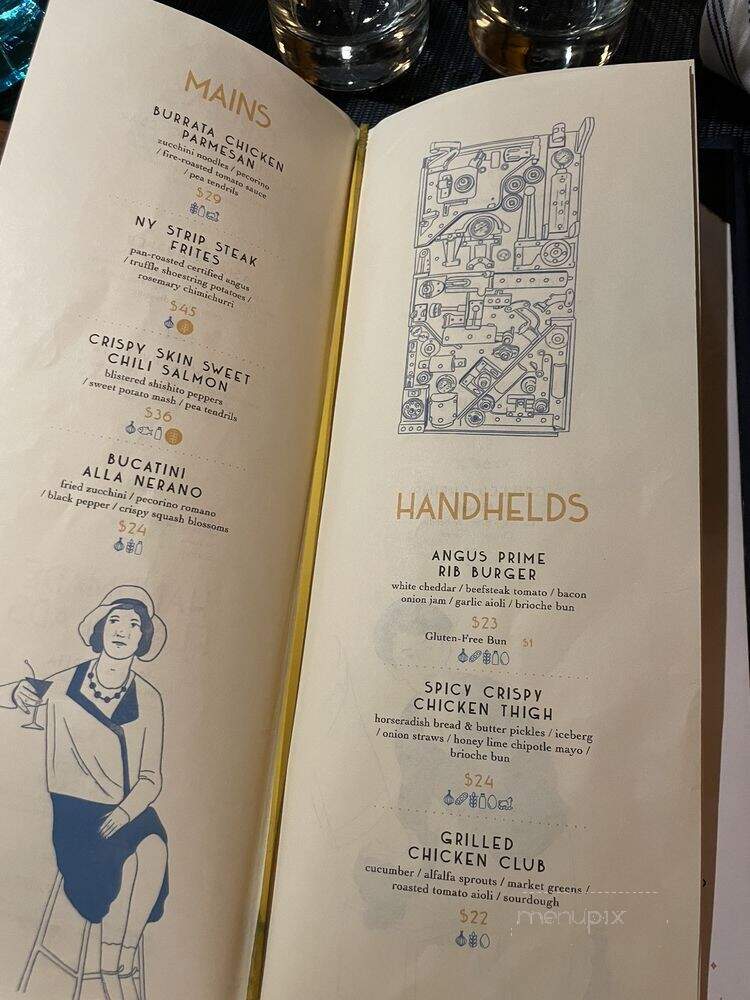 MAINS
BURRATA CHICKEN
PARMESAN
zucchini noodles / pecorino
/ fire-roasted tomato sauce
/ pea tendrils
$29
NY STRIP STEAK
FRITES
pan-roasted certified angus
/ truffle shoestring potatoes /
rosemary chimichurri
$45
CRISPY SKIN SWEET
CHILI SALMON
blistered shishito peppers
/ sweet potato mash / pea tendrils
$36
BUCATINI
ALLA NERANO
fried zucchini / pecorino romano
/ black pepper / crispy squash blossoms
$24
HANDHELDS
ANGUS PRIME
RIB BURGER
white cheddar / beefsteak tomato / bacon
onion jam / garlic aioli / brioche bun
$23
Gluten-Free Bun $1
SPICY CRISPY
CHICKEN THIGH
horseradish bread & butter pickles / iceberg
/ onion straws / honey lime chipotle mayo /
brioche bun
$24
GRILLED
CHICKEN CLUB
cucumber / alfalfa sprouts / market greens /
roasted tomato aioli / sourdough
$22
menupix